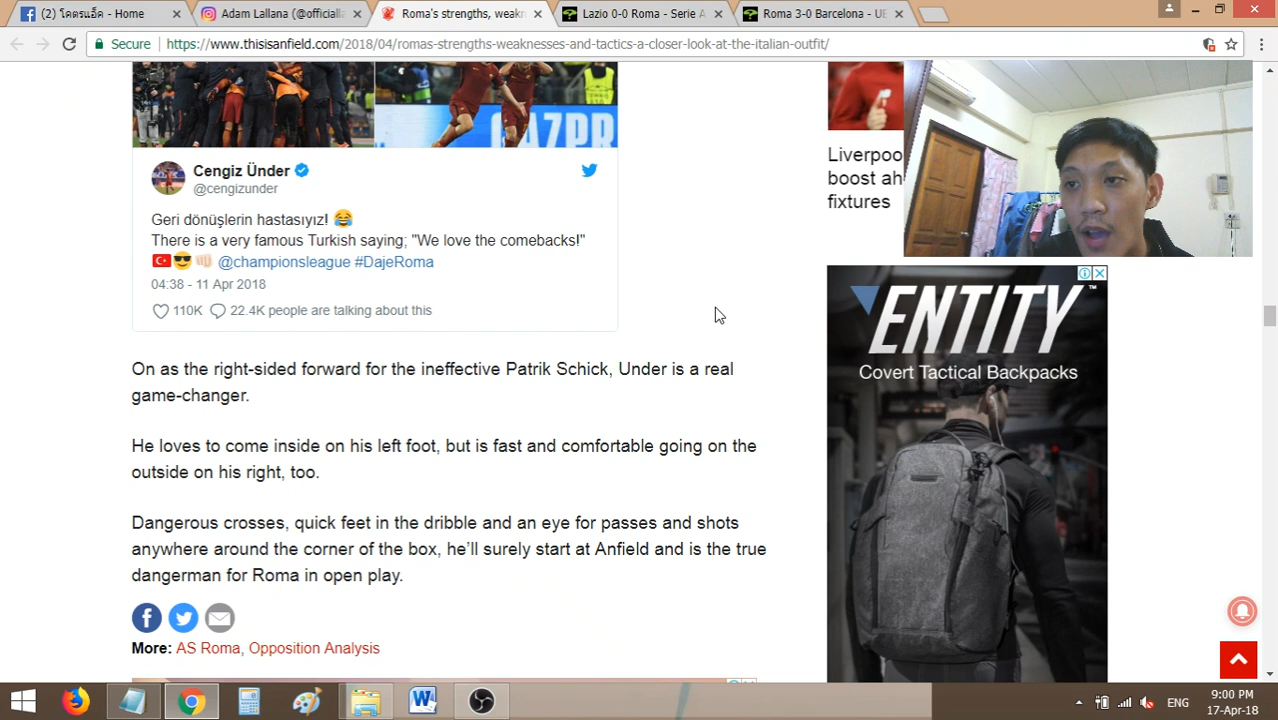 (2) โคตรแอ็ด - Home
Adam Lallana (@officiall
Roma's strengths, weakn
Lazio 0-0 Roma - Serie A
Roma 3-0 Barcelona - UE
Secure
https://www.thisisanfield.com/2018/04/romas-strengths-weaknesses-and-tactics-a-closer-look-at-the-italian-outfit/
GAZPR
Cengiz Ünder
@cengizunder
Geri dönüşlerin hastasıyız! 😂
There is a very famous Turkish saying; "We love the comebacks!"
🇹🇷😎👊🏻 @championsleague #DajeRoma
04:38 - 11 Apr 2018
110K
22.4K people are talking about this
On as the right-sided forward for the ineffective Patrik Schick, Under is a real
game-changer.
He loves to come inside on his left foot, but is fast and comfortable going on the
outside on his right, too.
Dangerous crosses, quick feet in the dribble and an eye for passes and shots
anywhere around the corner of the box, he'll surely start at Anfield and is the true
dangerman for Roma in open play.
More: AS Roma, Opposition Analysis
Liverpoo
boost ah
fixtures
ENTITY™
Covert Tactical Backpacks
ENG
9:00 PM
17-Apr-18